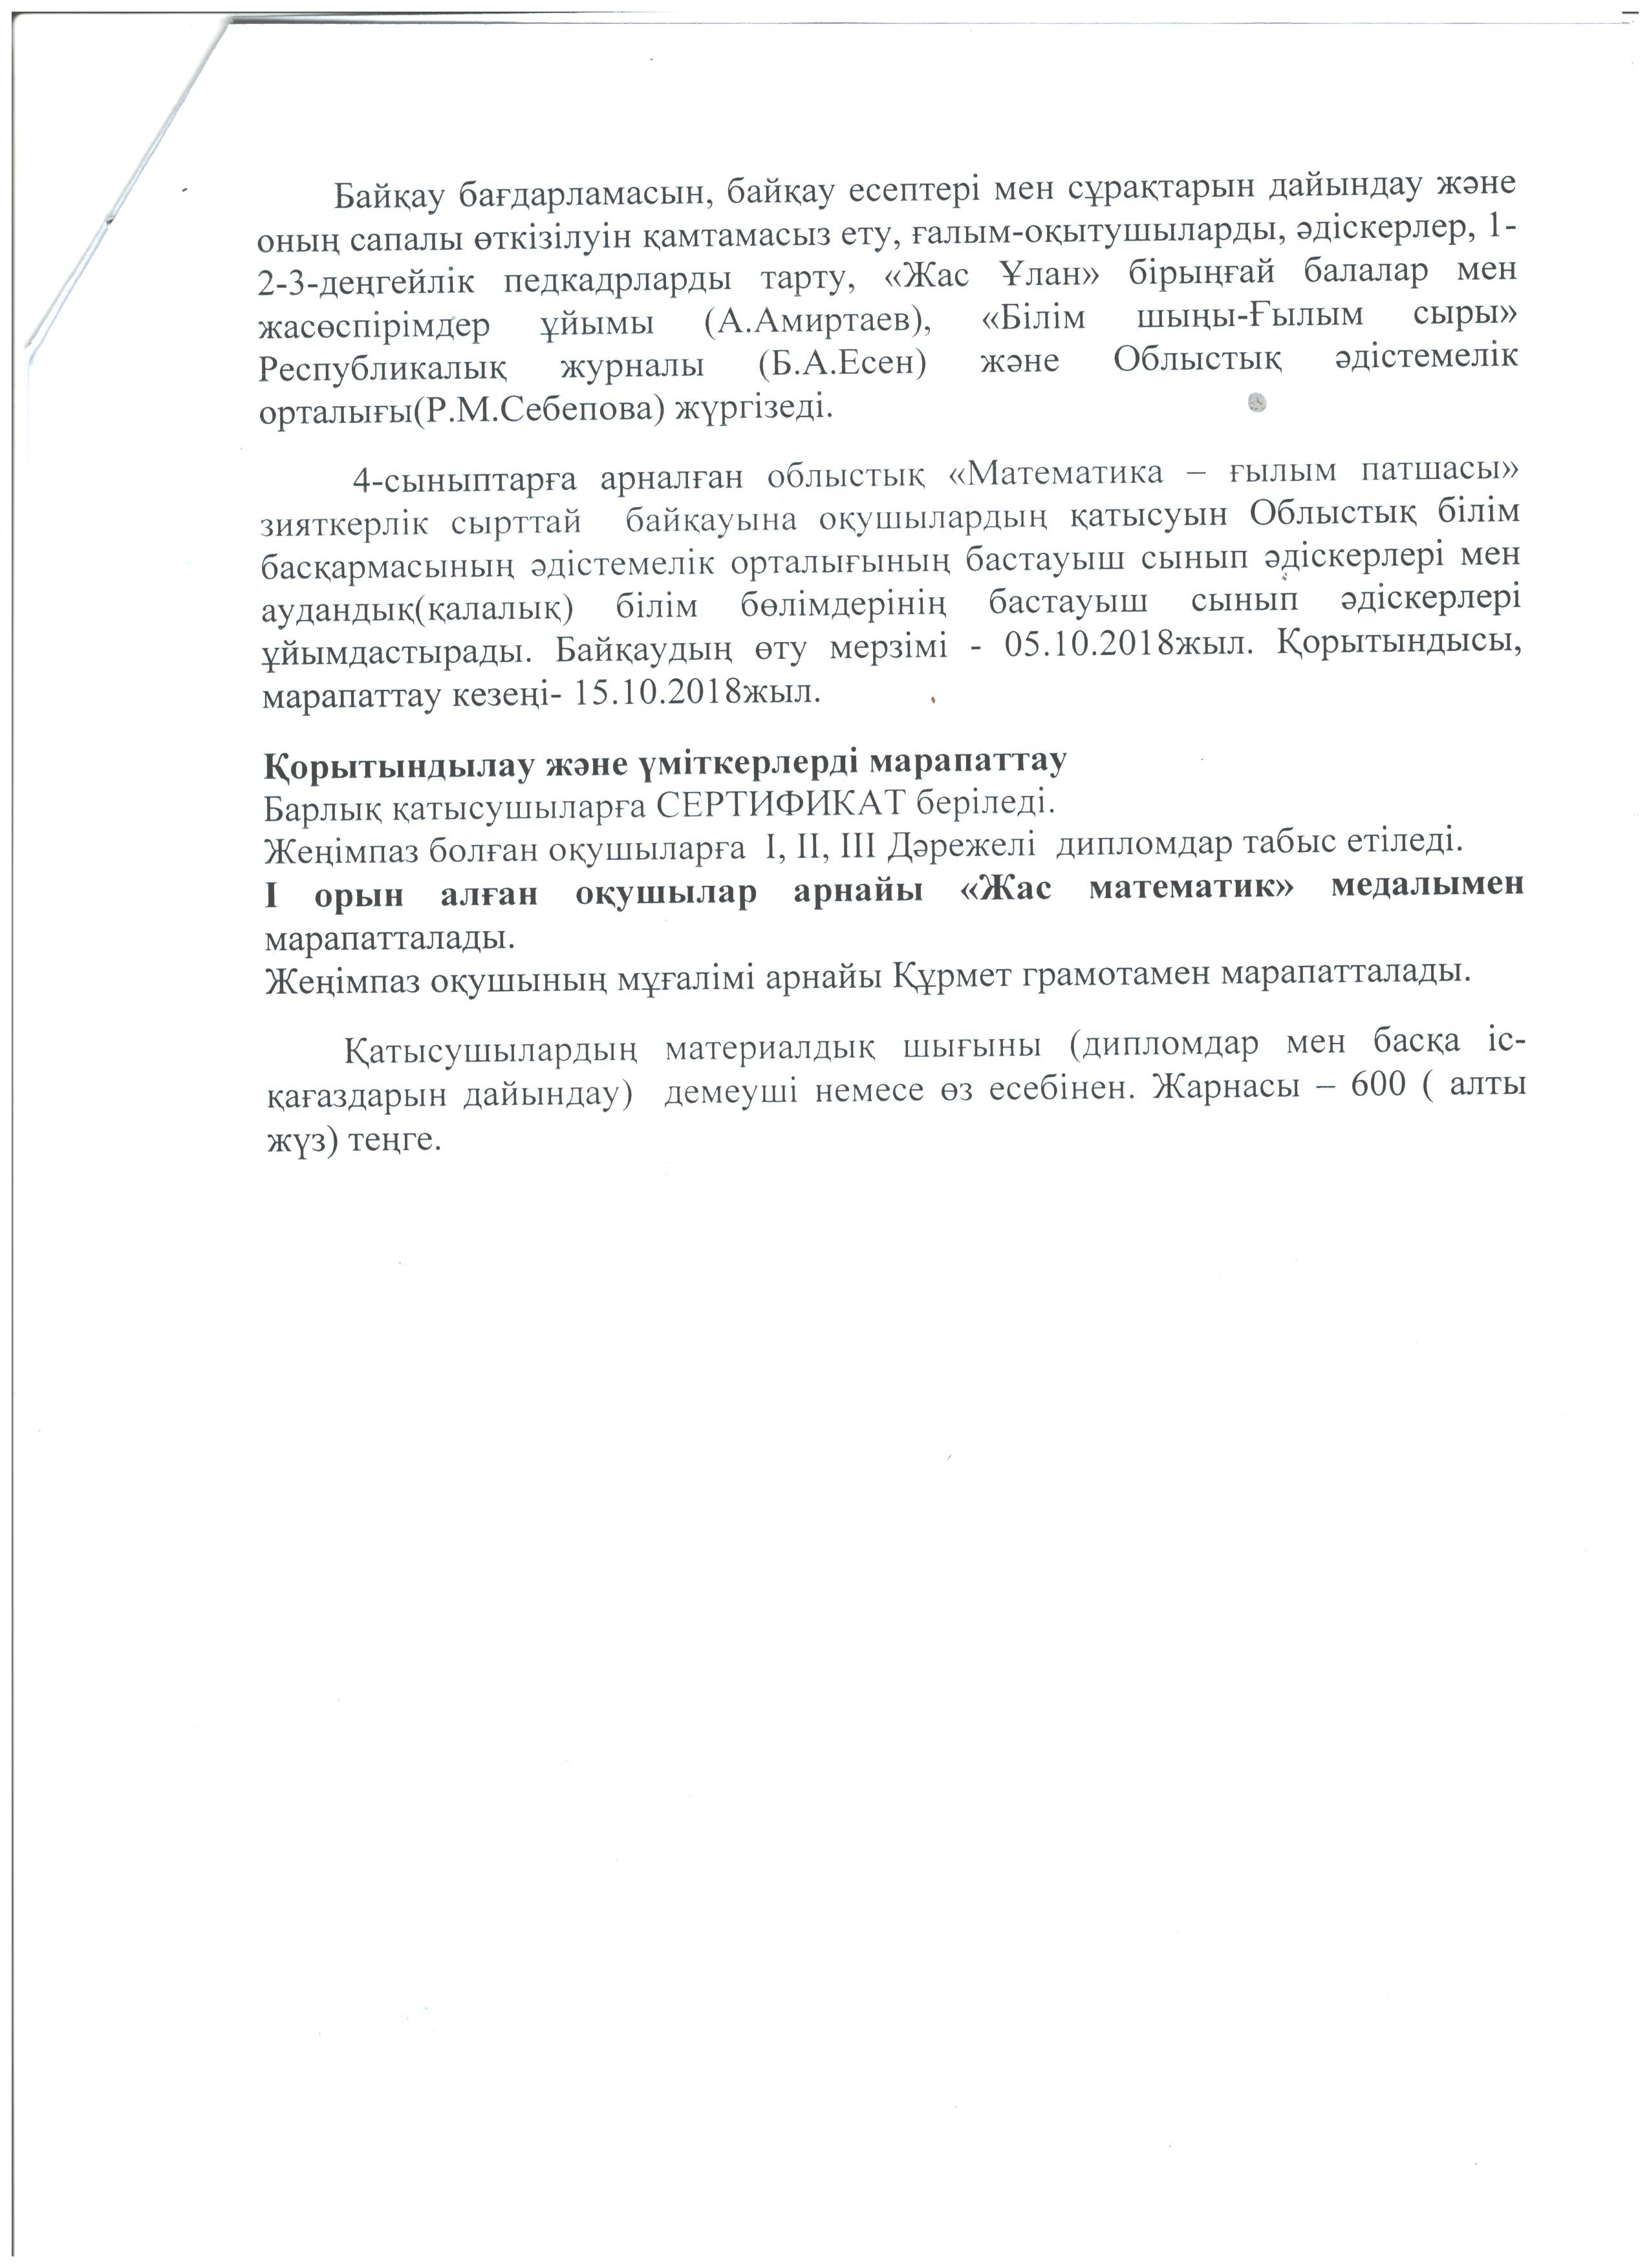 Байқау бағдарламасын, байқау есептері мен сұрақтарын дайындау және
оның сапалы өткізілуін қамтамасыз ету, ғалым-оқытушыларды, әдіскерлер, 1-
2-3-деңгейлік педкадрларды тарту, «Жас Ұлан» бірыңғай балалар мен
жасөспірімдер ұйымы (А.Амиртаев), «Білім шыңы-Ғылым сыры»
Республикалық журналы (Б.А.Есен) және Облыстық әдістемелік
орталығы(Р.М.Себепова) жүргізеді.
4-сыныптарға арналған облыстық «Математика – ғылым патшасы»
зияткерлік сырттай байқауына оқушылардың қатысуын Облыстық білім
басқармасының әдістемелік орталығының бастауыш сынып әдіскерлері мен
аудандық(қалалық) білім бөлімдерінің бастауыш сынып әдіскерлері
ұйымдастырады. Байқаудың өту мерзімі - 05.10.2018жыл. Қорытындысы,
марапаттау кезеңі- 15.10.2018жыл.
Қорытындылау және үміткерлерді марапаттау
Барлық қатысушыларға СЕРТИФИКАТ беріледі.
Жеңімпаз болған оқушыларға I, II, III Дәрежелі дипломдар табыс етіледі.
I орын алған оқушылар арнайы «Жас математик» медалымен
марапатталады.
Жеңімпаз оқушының мұғалімі арнайы Құрмет грамотамен марапатталады.
Қатысушылардың материалдық шығыны (дипломдар мен басқа іс-
қағаздарын дайындау) демеуші немесе өз есебінен. Жарнасы – 600 ( алты
жүз) теңге.